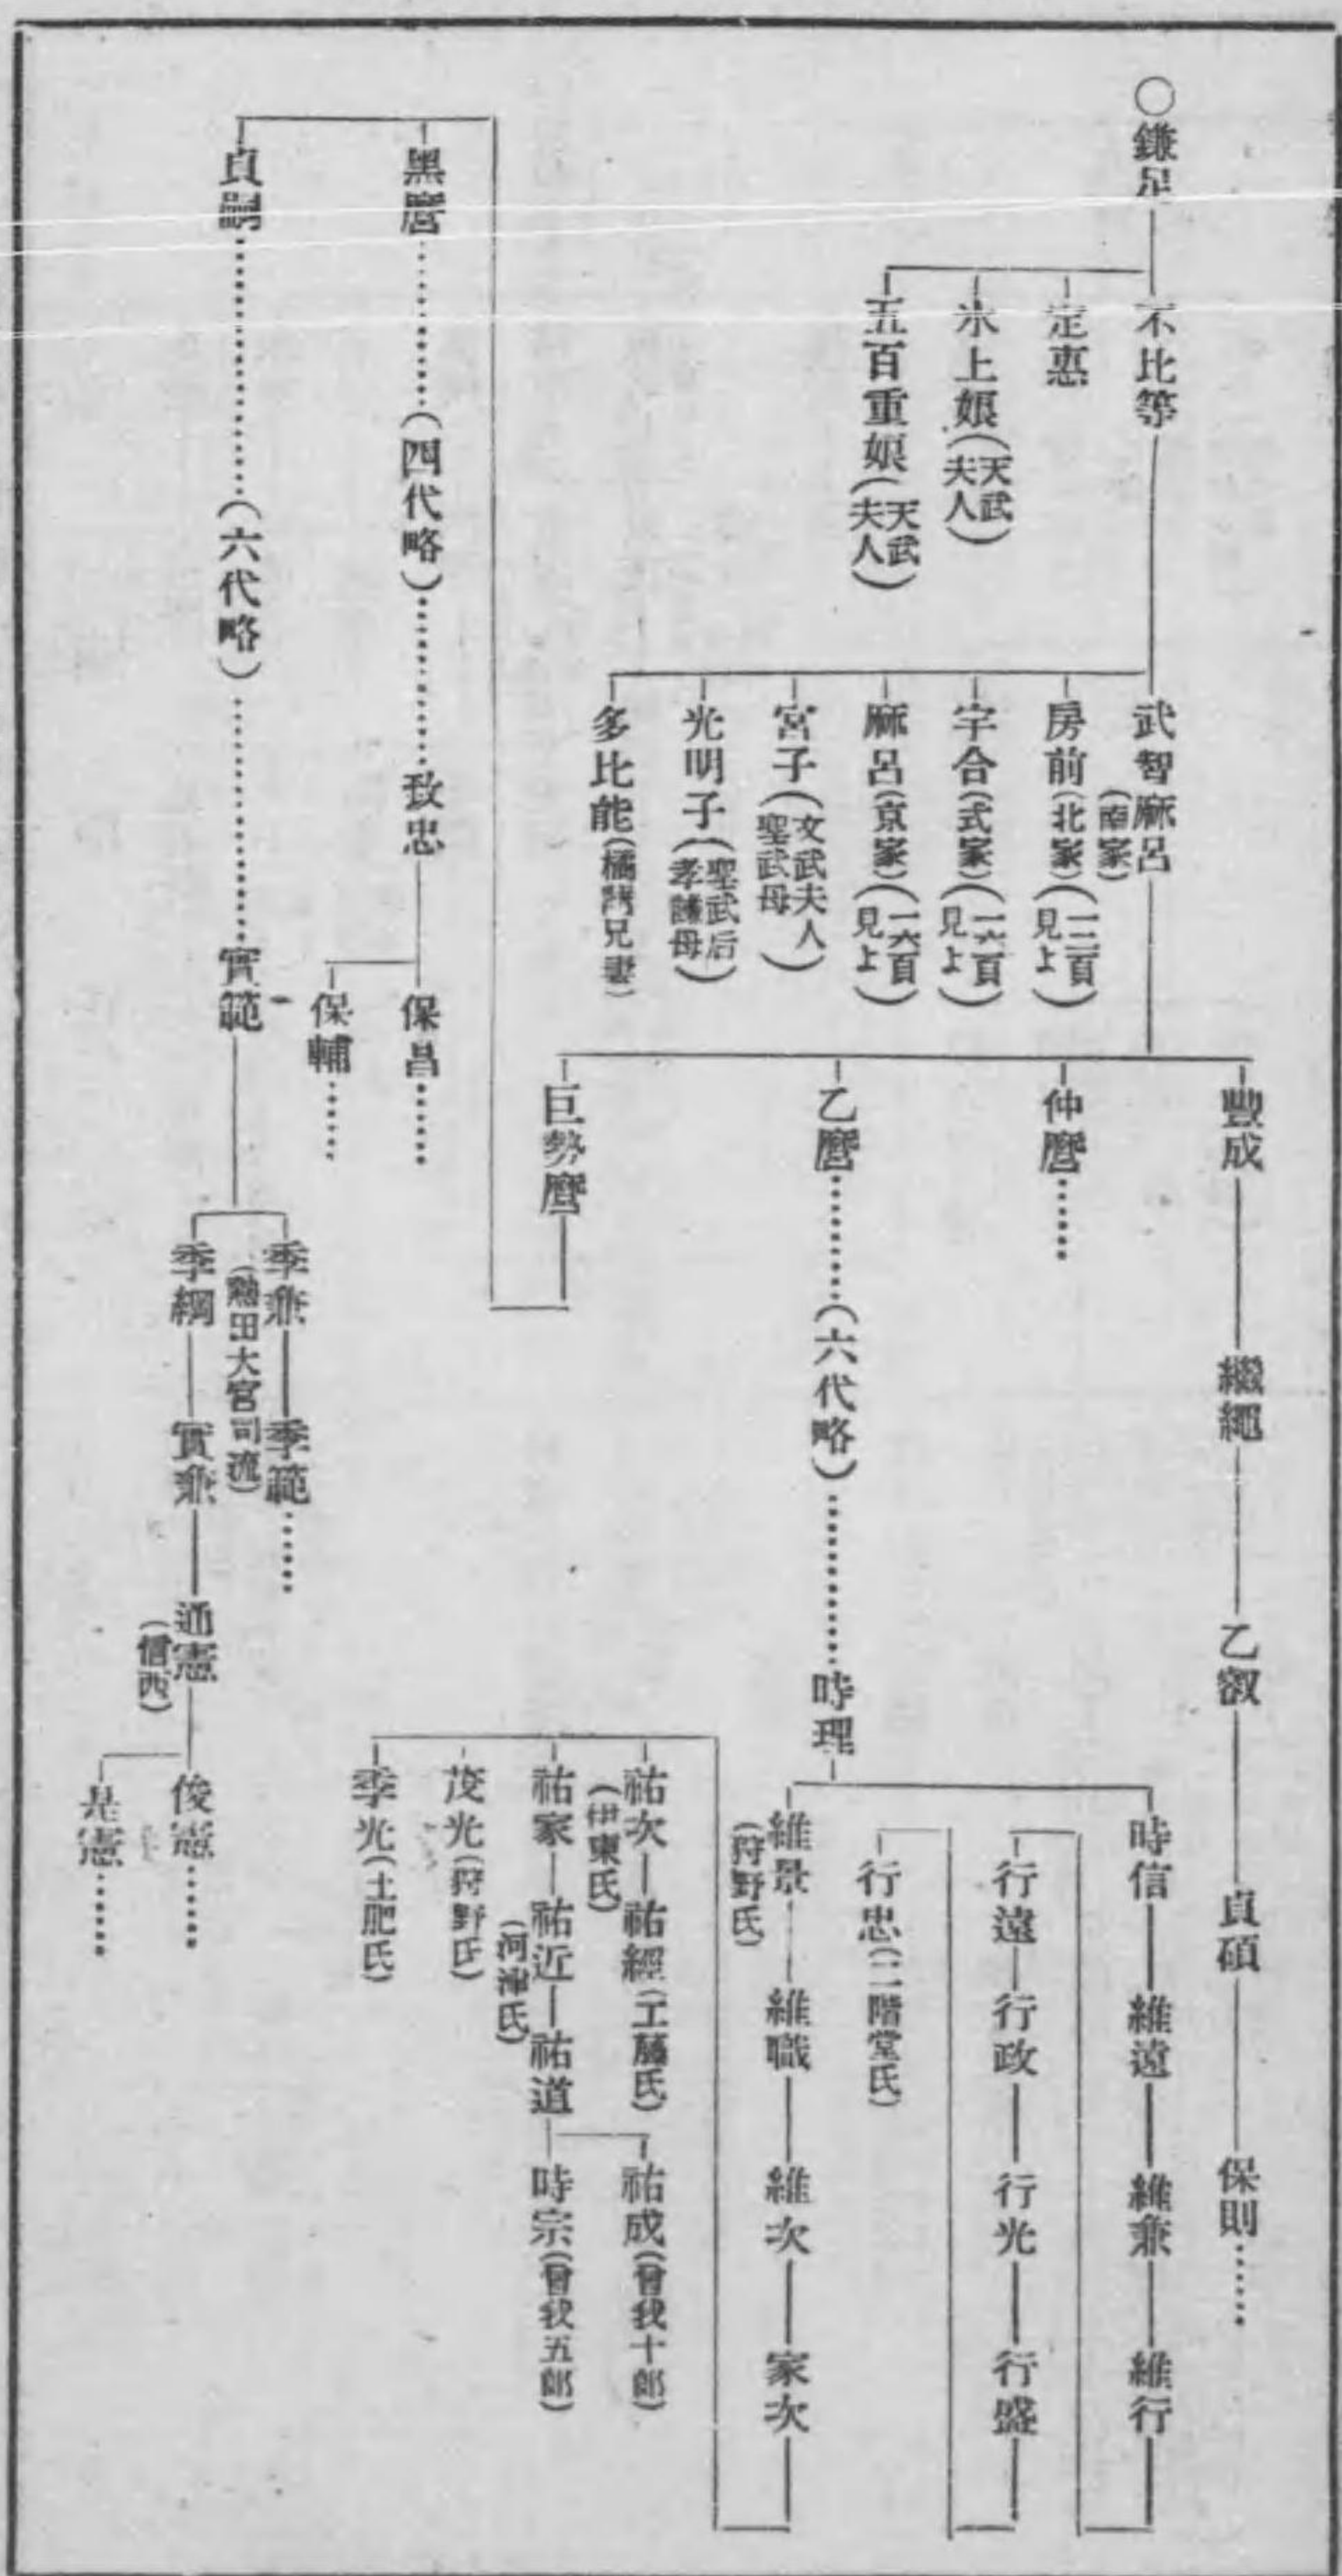 ○鎌足
不比等
定惠
氷上娘(天武夫人)
五百重娘(天武夫人)
武智麻呂(南家)
房前(北家)(一二頁見上)
宇合(式家)(一六頁見上)
麻呂(京家)(一六頁見上)
宮子(文武夫人 聖武母)
光明子(聖武后 孝謙母)
多比能(橘諸兄妻)
豐成
繼繩
乙叡
貞碩
保則……
仲麿……
乙麿……(六代略)……時理
時信
維遠
維兼
維行
行遠
行政
行光
行盛
行忠(二階堂氏)
維景(狩野氏)
維職
維次
家次
祐次(伊東氏)
祐經(工藤氏)
祐家
祐近(河津氏)
祐道
祐成(曾我十郎)
時宗(曾我五郎)
茂光(狩野氏)
季光(土肥氏)
巨勢麿
黑麿……(四代略)……致忠
保昌……
保輔……
貞嗣……(六代略)……實範
季兼(熱田大宮司流)
季範……
季綱
實兼
通憲(信西)
俊憲……
是憲……